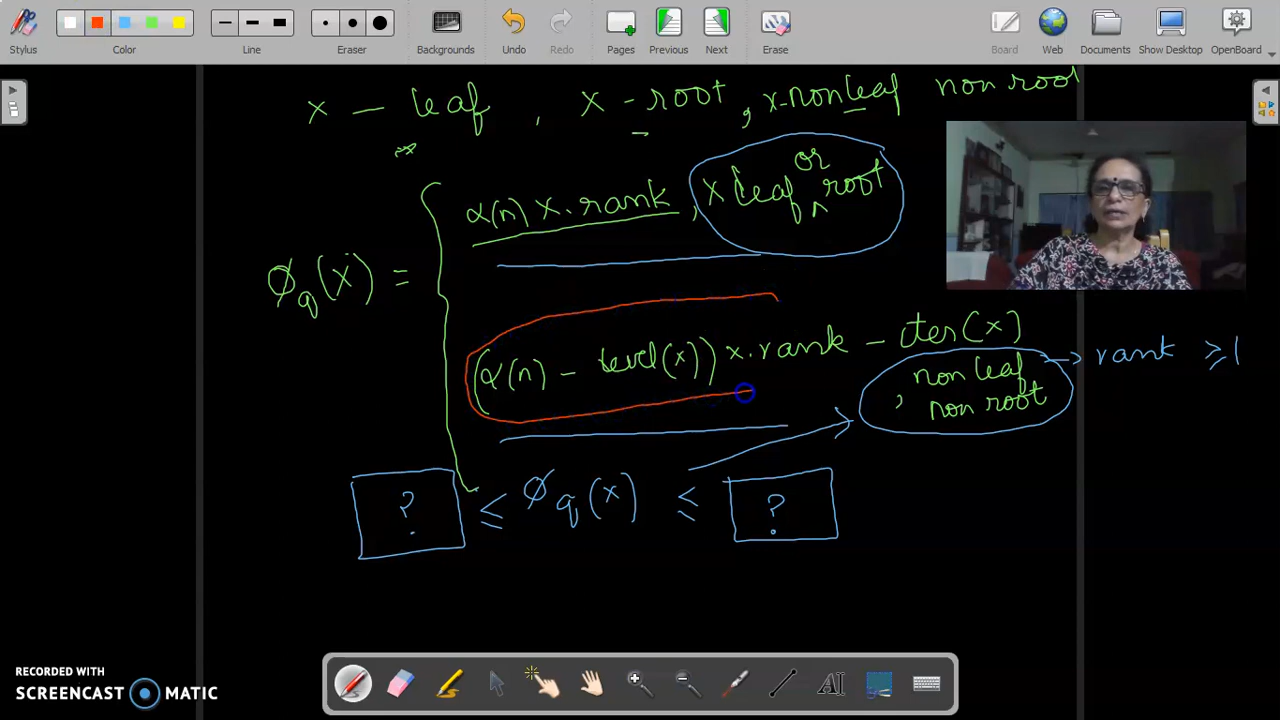 Stylus Color Line Eraser Backgrounds Undo Redo Pages Previous Next Erase Board Web Documents Show Desktop OpenBoard
x — leaf , x - root , x-nonleaf non root
α(n) x.rank , x leaf or root
ϕq(x) =
(α(n) - level(x)) x.rank - iter(x)
, nonleaf → rank ≥1
non root
? ≤ ϕq(x) ≤ ?
AI
RECORDED WITH
SCREENCAST MATIC